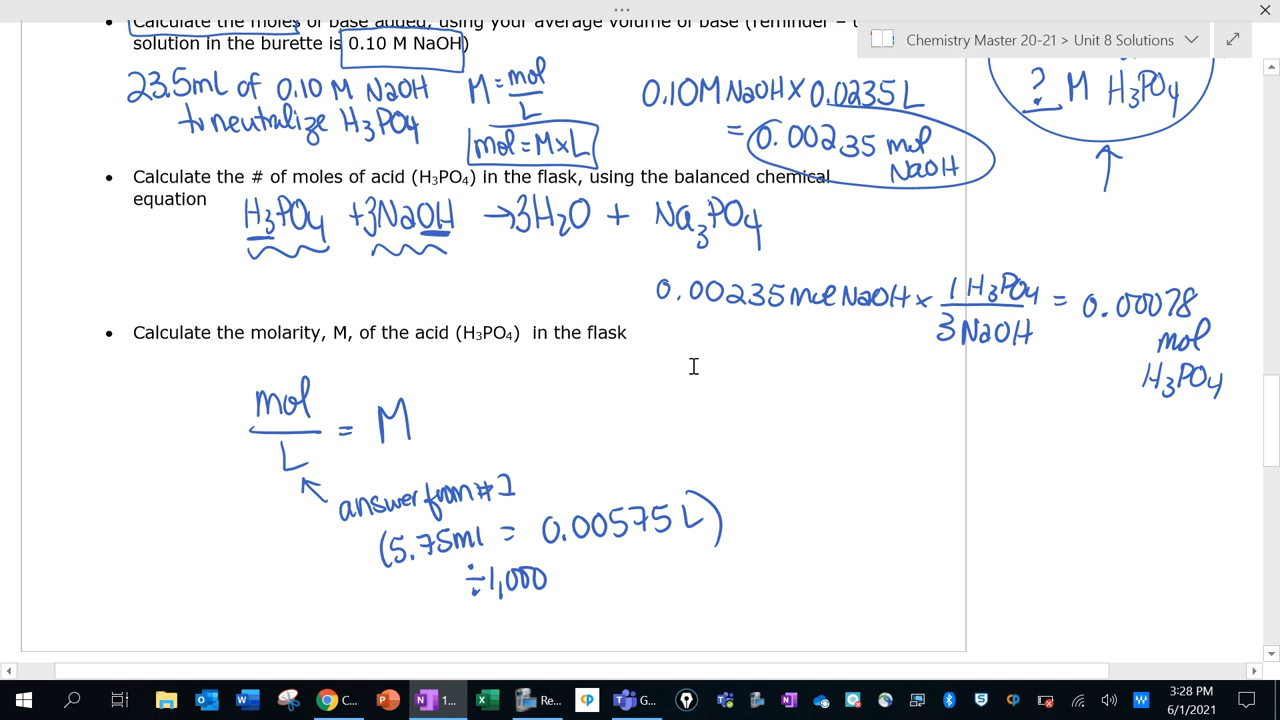 Calculate the moles of base added, using your average volume of base (reminder – t
solution in the burette is 0.10 M NaOH)
Chemistry Master 20-21 > Unit 8 Solutions
23.5ml of 0.10 M NaOH
to neutralize H₃PO₄
M = mol
L
mol = M x L
0.10M NaOH x 0.0235 L
= 0.00235 mol
NaOH
? M H₃PO₄
Calculate the # of moles of acid (H₃PO₄) in the flask, using the balanced chemical
equation
H₃PO₄ + 3NaOH → 3H₂O + Na₃PO₄
0.00235 mol NaOH x 1 H₃PO₄ = 0.00078
3 NaOH
mol
H₃PO₄
Calculate the molarity, M, of the acid (H₃PO₄) in the flask
mol
L = M
answer from #1
(5.75ml = 0.00575 L)
÷1,000
C...
1...
Re...
G...
3:28 PM
6/1/2021